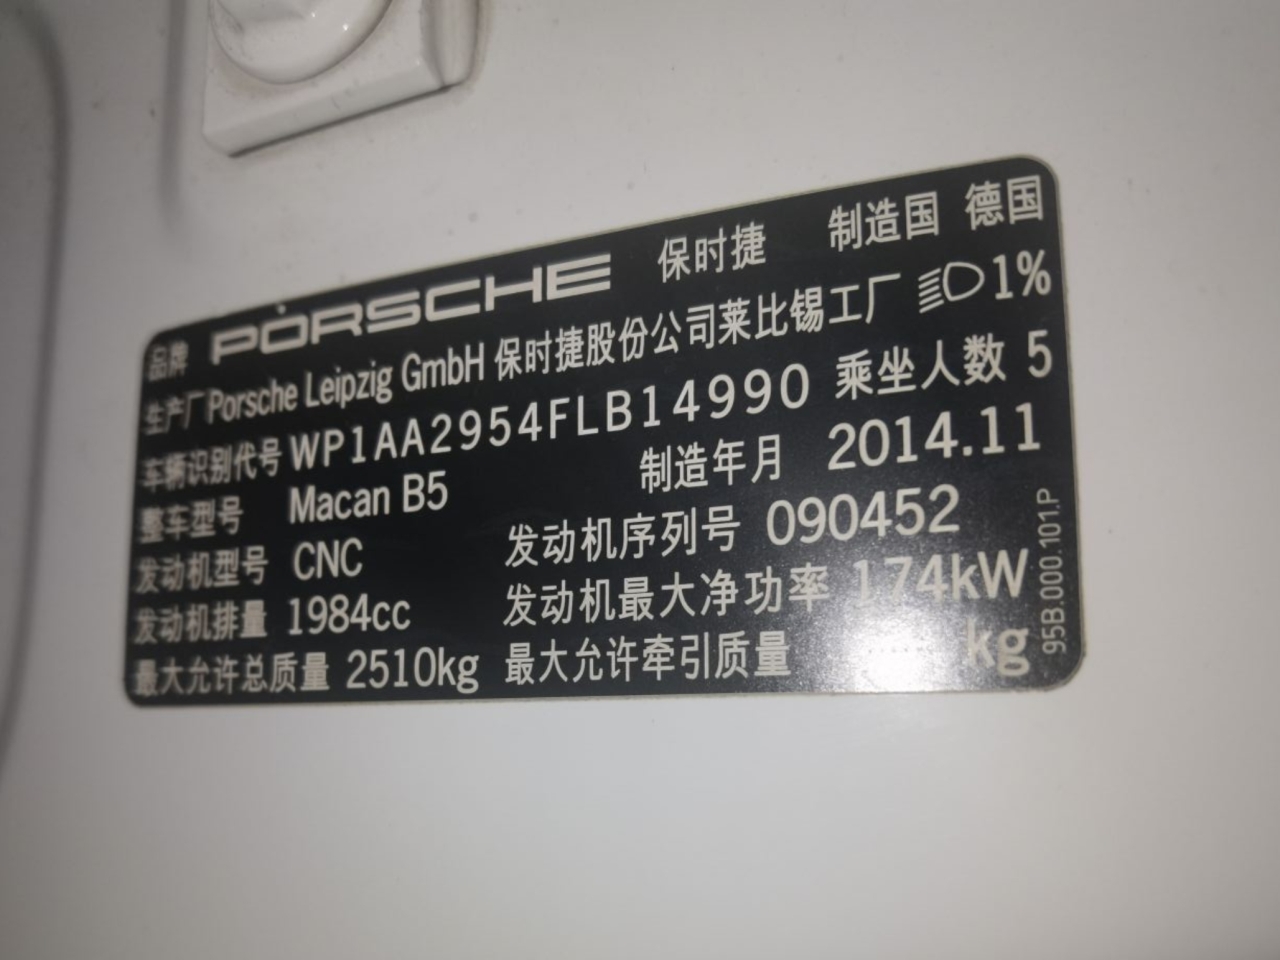 品牌 PORSCHE 保时捷 制造国 德国
生产厂 Porsche Leipzig GmbH 保时捷股份公司莱比锡工厂 1%
车辆识别代号 WP1AA2954FLB14990 乘坐人数 5
整车型号 Macan B5 制造年月 2014.11
发动机型号 CNC 发动机序列号 090452
发动机排量 1984cc 发动机最大净功率 174kW
最大允许总质量 2510kg 最大允许牵引质量 kg
95B.000.101.P